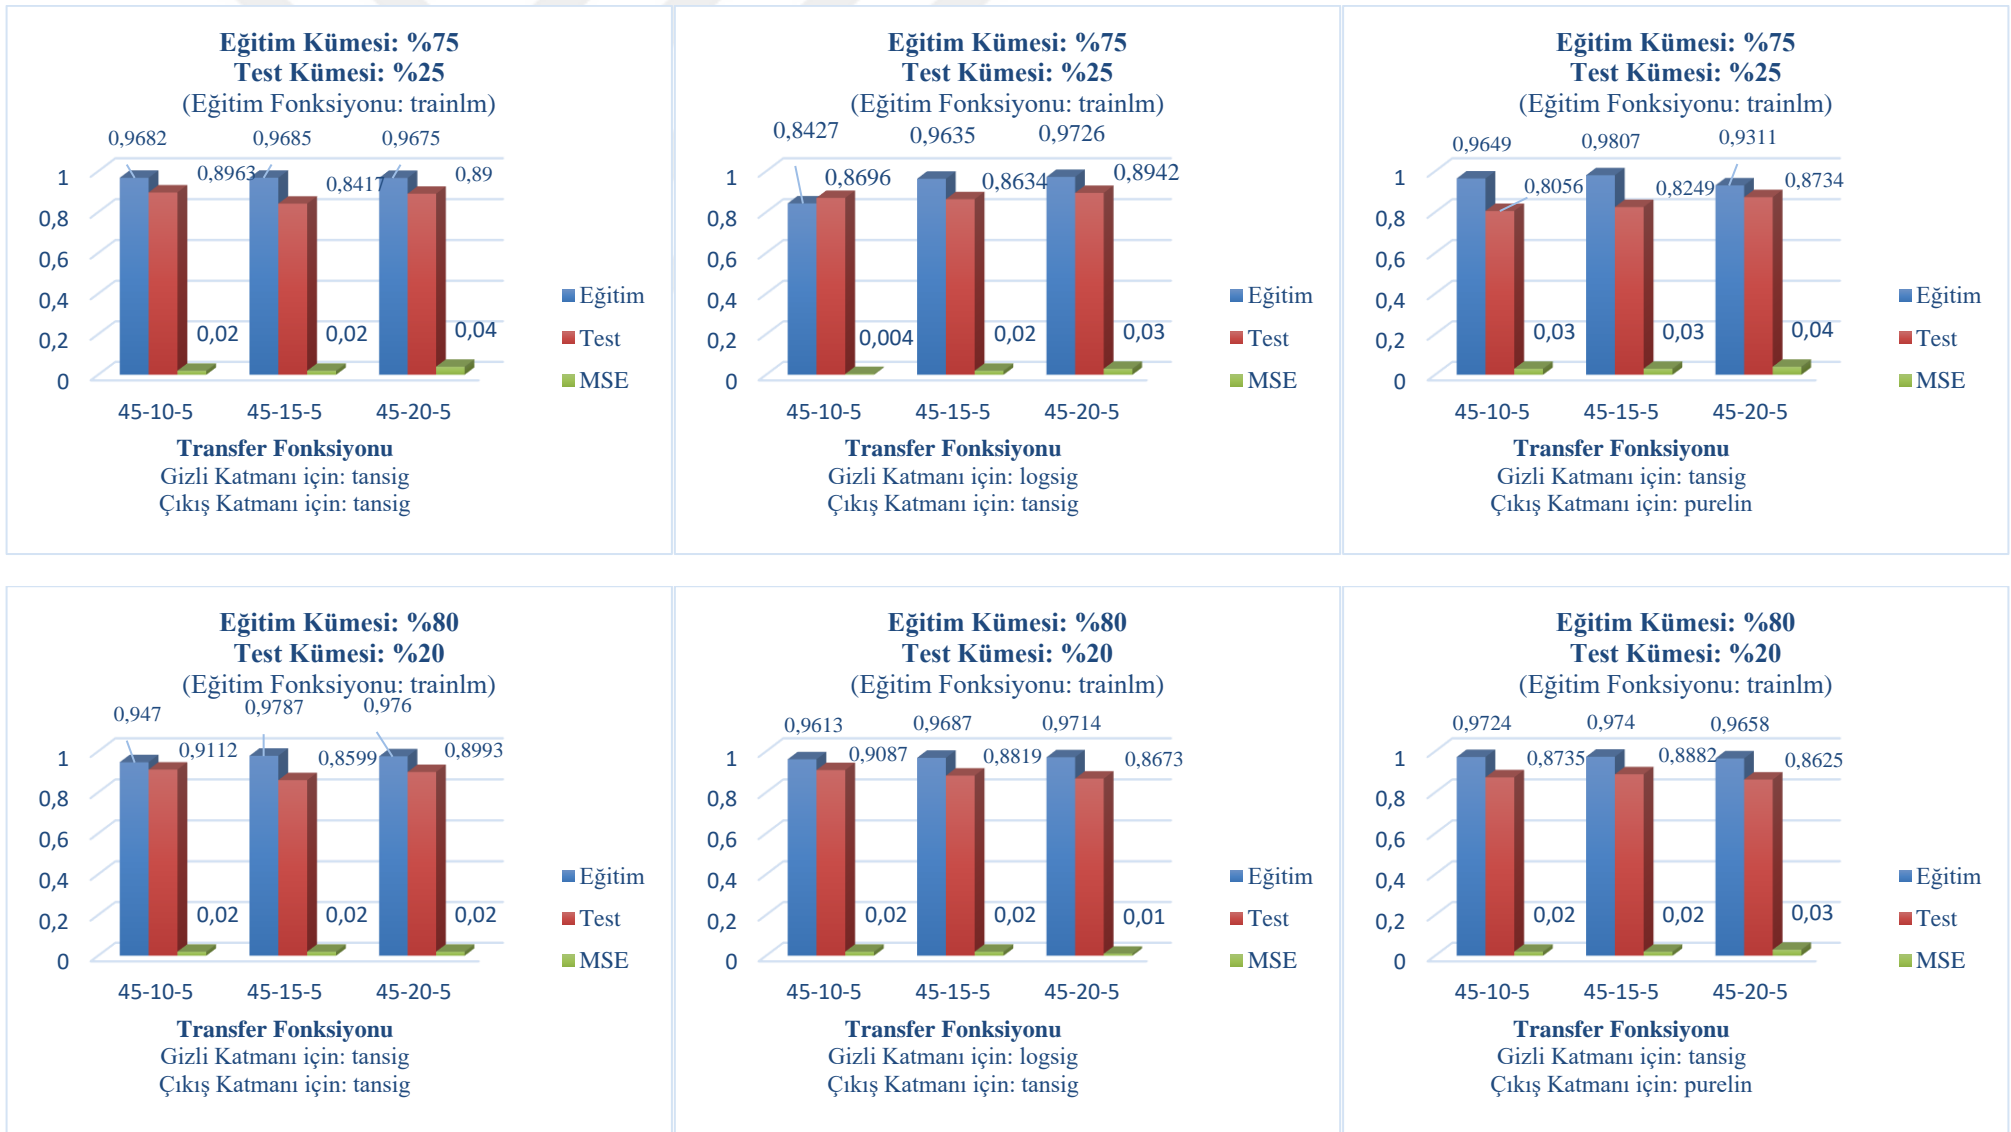 Eğitim Kümesi: %75
Test Kümesi: %25
(Eğitim Fonksiyonu: trainlm)
0,9682
0,9685
0,9675
0,8963
0,8417
0,89
1
0,8
0,6
0,4
0,2
0
0,02
0,02
0,04
Eğitim
Test
MSE
45-10-5
45-15-5
45-20-5
Transfer Fonksiyonu
Gizli Katmanı için: tansig
Çıkış Katmanı için: tansig
Eğitim Kümesi: %75
Test Kümesi: %25
(Eğitim Fonksiyonu: trainlm)
0,8427
0,9635
0,9726
0,8696
0,8634
0,8942
1
0,8
0,6
0,4
0,2
0
0,004
0,02
0,03
Eğitim
Test
MSE
45-10-5
45-15-5
45-20-5
Transfer Fonksiyonu
Gizli Katmanı için: logsig
Çıkış Katmanı için: tansig
Eğitim Kümesi: %75
Test Kümesi: %25
(Eğitim Fonksiyonu: trainlm)
0,9649
0,9807
0,9311
0,8056
0,8249
0,8734
1
0,8
0,6
0,4
0,2
0
0,03
0,03
0,04
Eğitim
Test
MSE
45-10-5
45-15-5
45-20-5
Transfer Fonksiyonu
Gizli Katmanı için: tansig
Çıkış Katmanı için: purelin
Eğitim Kümesi: %80
Test Kümesi: %20
(Eğitim Fonksiyonu: trainlm)
0,947
0,9787
0,976
0,9112
0,8599
0,8993
1
0,8
0,6
0,4
0,2
0
0,02
0,02
0,02
Eğitim
Test
MSE
45-10-5
45-15-5
45-20-5
Transfer Fonksiyonu
Gizli Katmanı için: tansig
Çıkış Katmanı için: tansig
Eğitim Kümesi: %80
Test Kümesi: %20
(Eğitim Fonksiyonu: trainlm)
0,9613
0,9687
0,9714
0,9087
0,8819
0,8673
1
0,8
0,6
0,4
0,2
0
0,02
0,02
0,01
Eğitim
Test
MSE
45-10-5
45-15-5
45-20-5
Transfer Fonksiyonu
Gizli Katmanı için: logsig
Çıkış Katmanı için: tansig
Eğitim Kümesi: %80
Test Kümesi: %20
(Eğitim Fonksiyonu: trainlm)
0,9724
0,974
0,9658
0,8735
0,8882
0,8625
1
0,8
0,6
0,4
0,2
0
0,02
0,02
0,03
Eğitim
Test
MSE
45-10-5
45-15-5
45-20-5
Transfer Fonksiyonu
Gizli Katmanı için: tansig
Çıkış Katmanı için: purelin